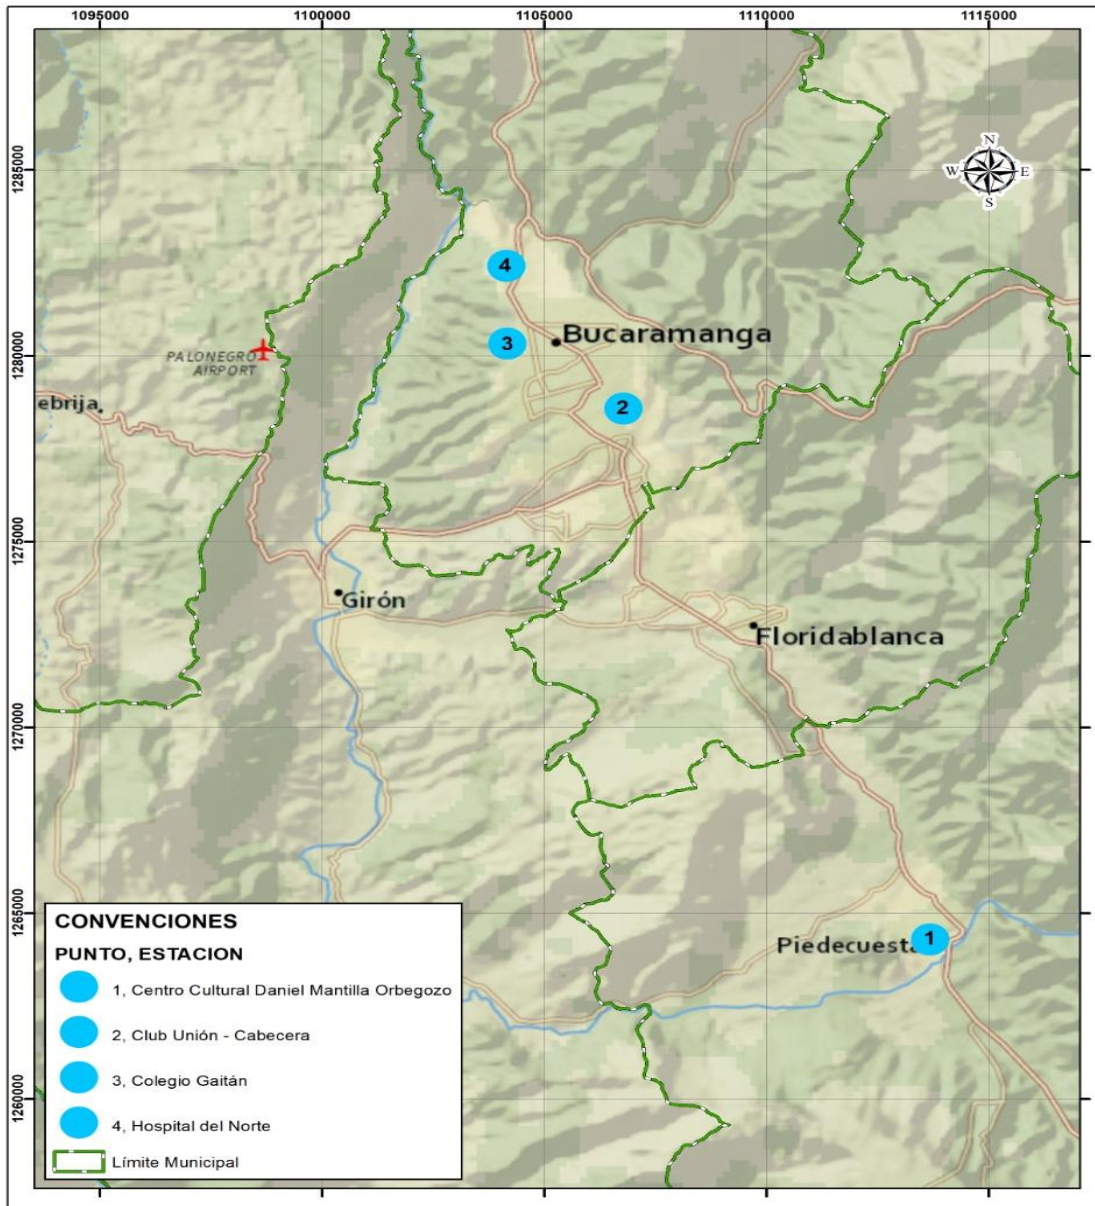 1095000 1100000 1105000 1110000 1115000
1285000
N
W E
S
4
3
Bucaramanga
1280000
PALONEGRO
AIRPORT
ebrija
2
1275000
Girón
Floridablanca
1270000
1265000
Piedecuesta
1
1260000
CONVENCIONES
PUNTO, ESTACION
1, Centro Cultural Daniel Mantilla Orbegozo
2, Club Unión - Cabecera
3, Colegio Gaitán
4, Hospital del Norte
Límite Municipal